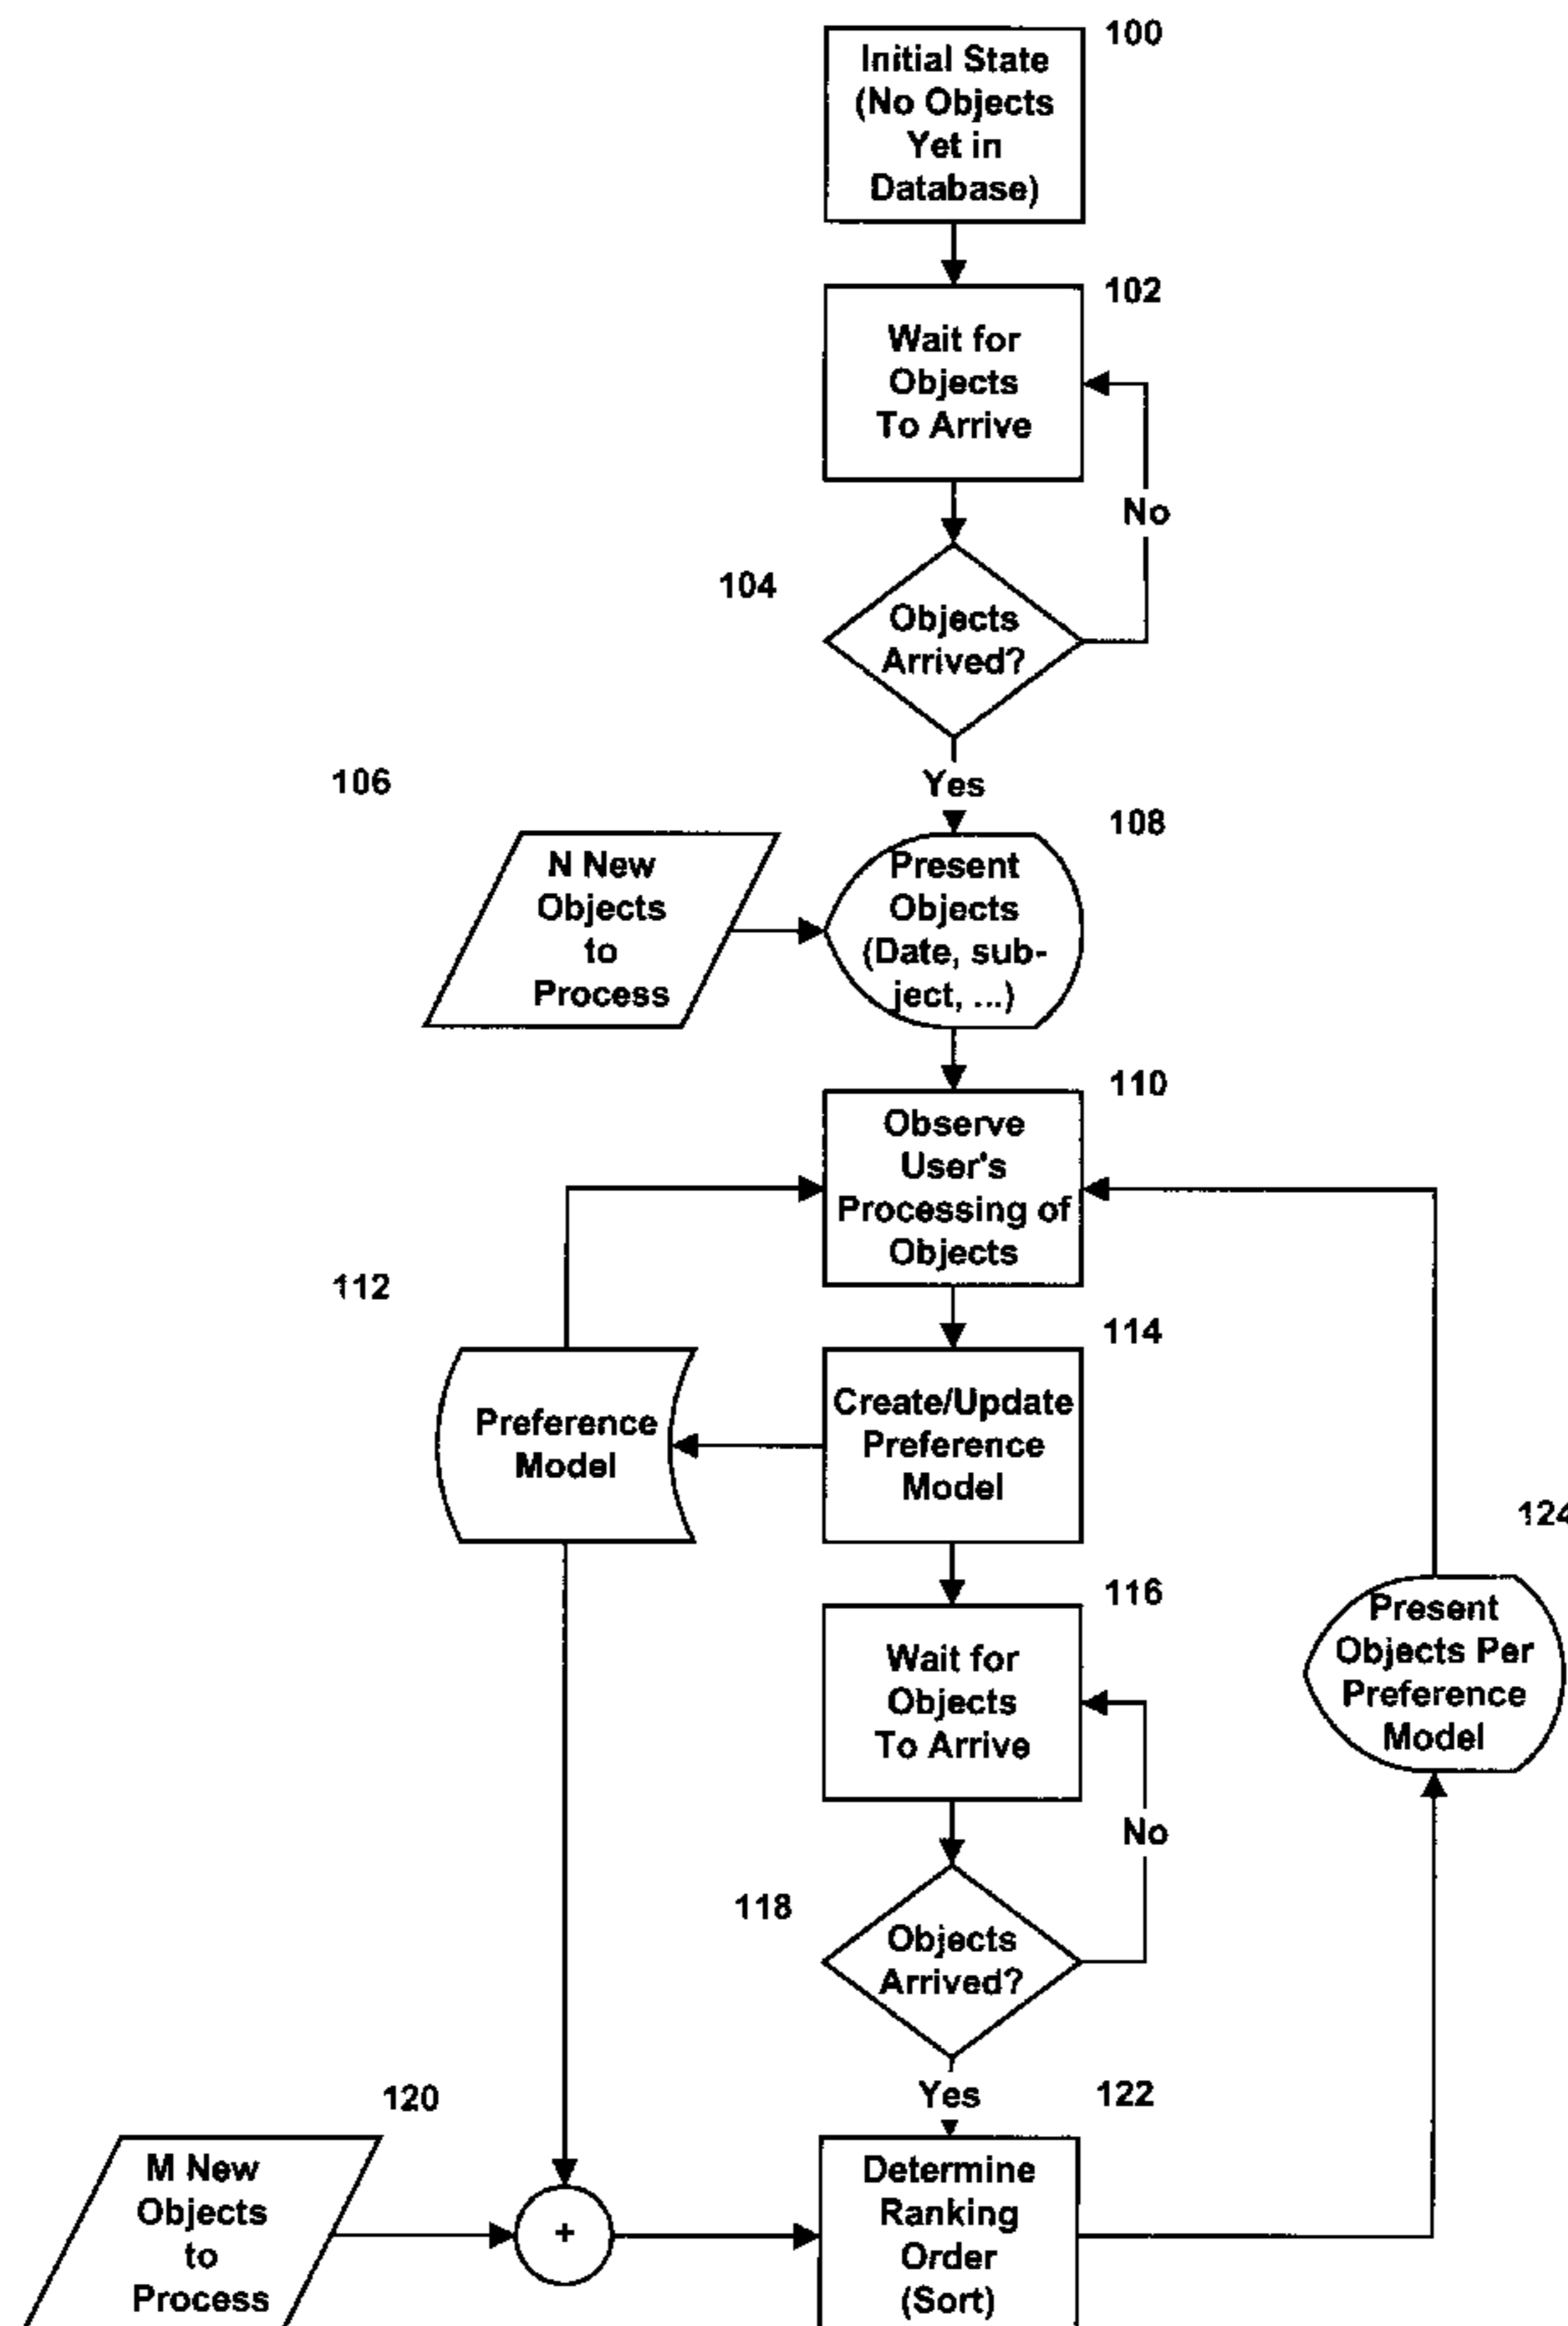 100
Initial State
(No Objects
Yet in
Database)
102
Wait for
Objects
To Arrive
No
104
Objects
Arrived?
Yes
106
N New
Objects
to
Process
108
Present
Objects
(Date, sub-
ject, ...)
110
Observe
User's
Processing of
Objects
112
Preference
Model
114
Create/Update
Preference
Model
116
Wait for
Objects
To Arrive
No
118
Objects
Arrived?
Yes
120
M New
Objects
to
Process
+
122
Determine
Ranking
Order
(Sort)
124
Present
Objects Per
Preference
Model